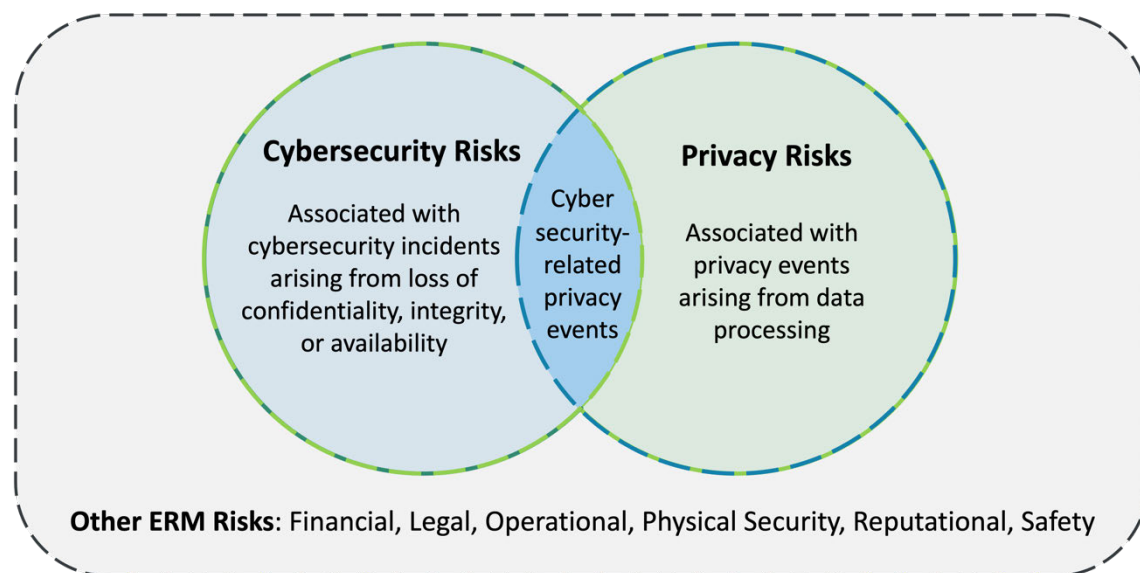 Cybersecurity Risks
Associated with
cybersecurity incidents
arising from loss of
confidentiality, integrity,
or availability
Cyber
security-
related
privacy
events
Privacy Risks
Associated with
privacy events
arising from data
processing
Other ERM Risks: Financial, Legal, Operational, Physical Security, Reputational, Safety